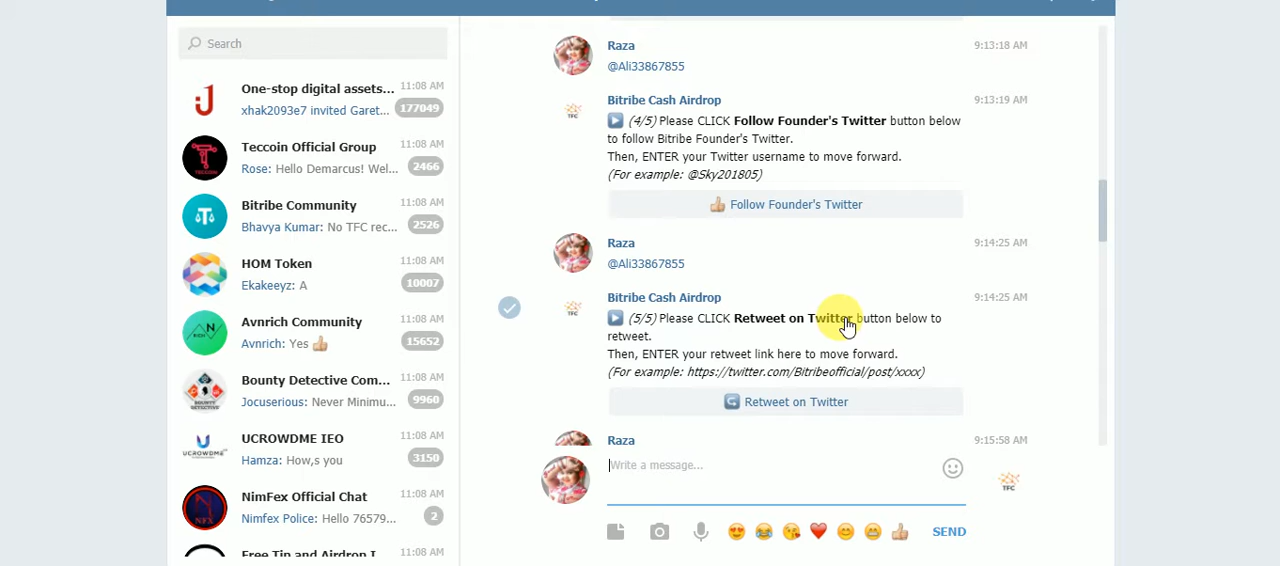 Search
One-stop digital assets... 11:08 AM
xhak2093e7 invited Garet... 177049
Teccoin Official Group 11:08 AM
Rose: Hello Demarcus! Wel... 2466
Bitribe Community 11:08 AM
Bhavya Kumar: No TFC rec... 2526
HOM Token 11:08 AM
Ekakeeyz: A 10007
Avnrich Community 11:08 AM
Avnrich: Yes 👍 15652
Bounty Detective Com... 11:08 AM
Jocuserious: Never Minimu... 9960
UCROWDME IEO 11:08 AM
Hamza: How,s you 3150
NimFex Official Chat 11:08 AM
Nimfex Police: Hello 76579... 2
Free Tip and Airdrop I 11:08 AM
Raza 9:13:18 AM
@Ali33867855
Bitribe Cash Airdrop 9:13:19 AM
TFC
▶ (4/5) Please CLICK Follow Founder's Twitter button below
to follow Bitribe Founder's Twitter.
Then, ENTER your Twitter username to move forward.
(For example: @Sky201805)
👍 Follow Founder's Twitter
Raza 9:14:25 AM
@Ali33867855
Bitribe Cash Airdrop 9:14:25 AM
TFC
▶ (5/5) Please CLICK Retweet on Twitter button below to
retweet.
Then, ENTER your retweet link here to move forward.
(For example: https://twitter.com/Bitribeofficial/post/xxxx)
Retweet on Twitter
Raza 9:15:58 AM
Write a message...
TFC
SEND